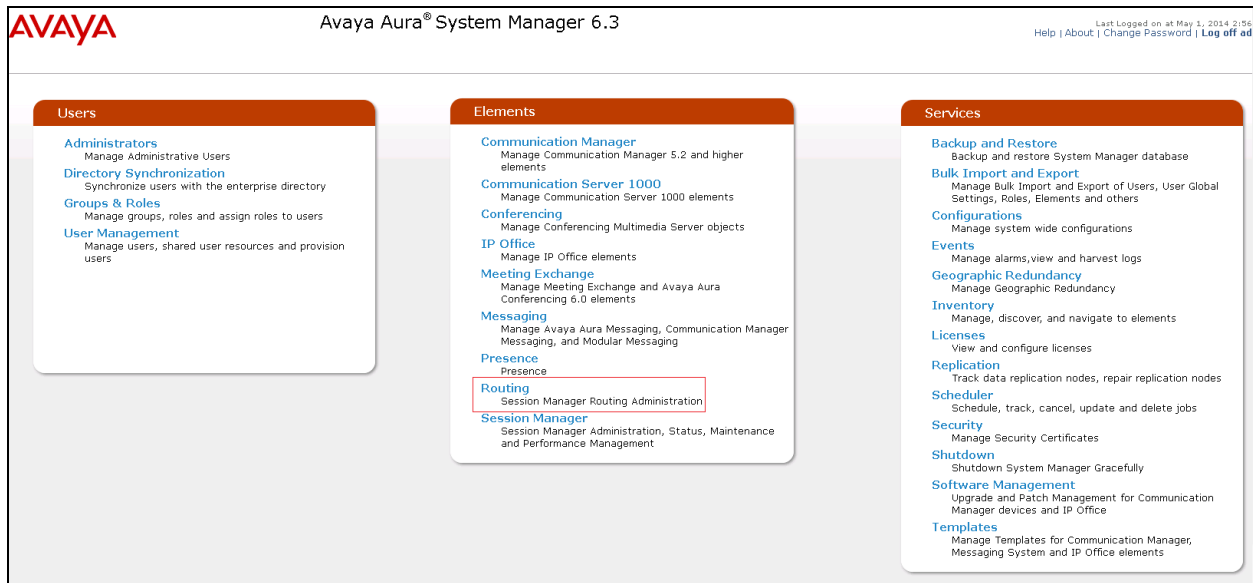 AVAYA
Avaya Aura® System Manager 6.3
Last Logged on at May 1, 2014 2:56
Help | About | Change Password | Log off ad
Users
Administrators
Manage Administrative Users
Directory Synchronization
Synchronize users with the enterprise directory
Groups & Roles
Manage groups, roles and assign roles to users
User Management
Manage users, shared user resources and provision
users
Elements
Communication Manager
Manage Communication Manager 5.2 and higher
elements
Communication Server 1000
Manage Communication Server 1000 elements
Conferencing
Manage Conferencing Multimedia Server objects
IP Office
Manage IP Office elements
Meeting Exchange
Manage Meeting Exchange and Avaya Aura
Conferencing 6.0 elements
Messaging
Manage Avaya Aura Messaging, Communication Manager
Messaging, and Modular Messaging
Presence
Presence
Routing
Session Manager Routing Administration
Session Manager
Session Manager Administration, Status, Maintenance
and Performance Management
Services
Backup and Restore
Backup and restore System Manager database
Bulk Import and Export
Manage Bulk Import and Export of Users, User Global
Settings, Roles, Elements and others
Configurations
Manage system wide configurations
Events
Manage alarms,view and harvest logs
Geographic Redundancy
Manage Geographic Redundancy
Inventory
Manage, discover, and navigate to elements
Licenses
View and configure licenses
Replication
Track data replication nodes, repair replication nodes
Scheduler
Schedule, track, cancel, update and delete jobs
Security
Manage Security Certificates
Shutdown
Shutdown System Manager Gracefully
Software Management
Upgrade and Patch Management for Communication
Manager devices and IP Office
Templates
Manage Templates for Communication Manager,
Messaging System and IP Office elements